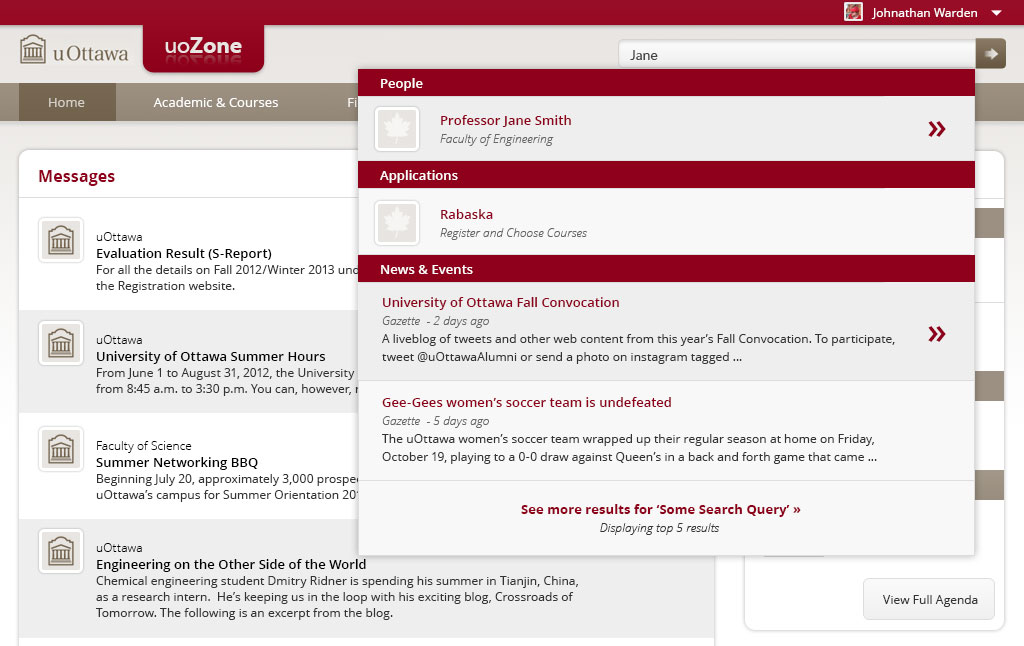 Johnathan Warden
uOttawa
uoZone
Jane
Home
Academic & Courses
Fi
People
Professor Jane Smith
Faculty of Engineering
Applications
Rabaska
Register and Choose Courses
News & Events
University of Ottawa Fall Convocation
Gazette - 2 days ago
A liveblog of tweets and other web content from this year's Fall Convocation. To participate,
tweet @uOttawaAlumni or send a photo on instagram tagged ...
Gee-Gees women's soccer team is undefeated
Gazette - 5 days ago
The uOttawa women's soccer team wrapped up their regular season at home on Friday,
October 19, playing to a 0-0 draw against Queen's in a back and forth game that came ...
See more results for ‘Some Search Query’ »
Displaying top 5 results
Messages
uOttawa
Evaluation Result (S-Report)
For all the details on Fall 2012/Winter 2013 und
the Registration website.
uOttawa
University of Ottawa Summer Hours
From June 1 to August 31, 2012, the University
from 8:45 a.m. to 3:30 p.m. You can, however,
Faculty of Science
Summer Networking BBQ
Beginning July 20, approximately 3,000 prospec
uOttawa's campus for Summer Orientation 201
uOttawa
Engineering on the Other Side of the World
Chemical engineering student Dmitry Ridner is spending his summer in Tianjin, China,
as a research intern. He's keeping us in the loop with his exciting blog, Crossroads of
Tomorrow. The following is an excerpt from the blog.
View Full Agenda